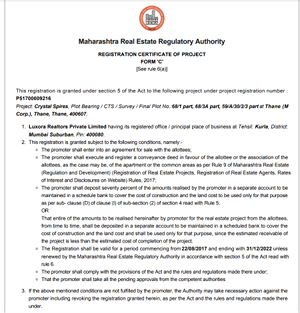 Maharashtra Real Estate Regulatory Authority
REGISTRATION CERTIFICATE OF PROJECT
FORM 'C'
[See rule 6(a)]
This registration is granted under section 5 of the Act to the following project under project registration number :
P51700009216
Project: Crystal Spires, Plot Bearing / CTS / Survey / Final Plot No. 68/1 part, 68/3A part, 59/A/30/2/3 part at Thane (M
Corp.), Thane, Thane, 400607;
1. Luxora Realtors Private Limited having its registered office / principal place of business at Tehsil: Kurla, District:
Mumbai Suburban, Pin: 400080.
2. This registration is granted subject to the following conditions, namely:-
The promoter shall enter into an agreement for sale with the allottees;
The promoter shall execute and register a conveyance deed in favour of the allottee or the association of the
allottees, as the case may be, of the apartment or the common areas as per Rule 9 of Maharashtra Real Estate
(Regulation and Development) (Registration of Real Estate Projects, Registration of Real Estate Agents, Rates
of Interest and Disclosures on Website) Rules, 2017;
The promoter shall deposit seventy percent of the amounts realised by the promoter in a separate account to be
maintained in a schedule bank to cover the cost of construction and the land cost to be used only for that purpose
as per sub- clause (D) of clause (l) of sub-section (2) of section 4 read with Rule 5;
OR
That entire of the amounts to be realised hereinafter by promoter for the real estate project from the allottees,
from time to time, shall be deposited in a separate account to be maintained in a scheduled bank to cover the
cost of construction and the land cost and shall be used only for that purpose, since the estimated receivable of
the project is less than the estimated cost of completion of the project.
The Registration shall be valid for a period commencing from 22/08/2017 and ending with 31/12/2022 unless
renewed by the Maharashtra Real Estate Regulatory Authority in accordance with section 5 of the Act read with
rule 6.
The promoter shall comply with the provisions of the Act and the rules and regulations made there under;
That the promoter shall take all the pending approvals from the competent authorities
3. If the above mentioned conditions are not fulfilled by the promoter, the Authority may take necessary action against the
promoter including revoking the registration granted herein, as per the Act and the rules and regulations made there
under.